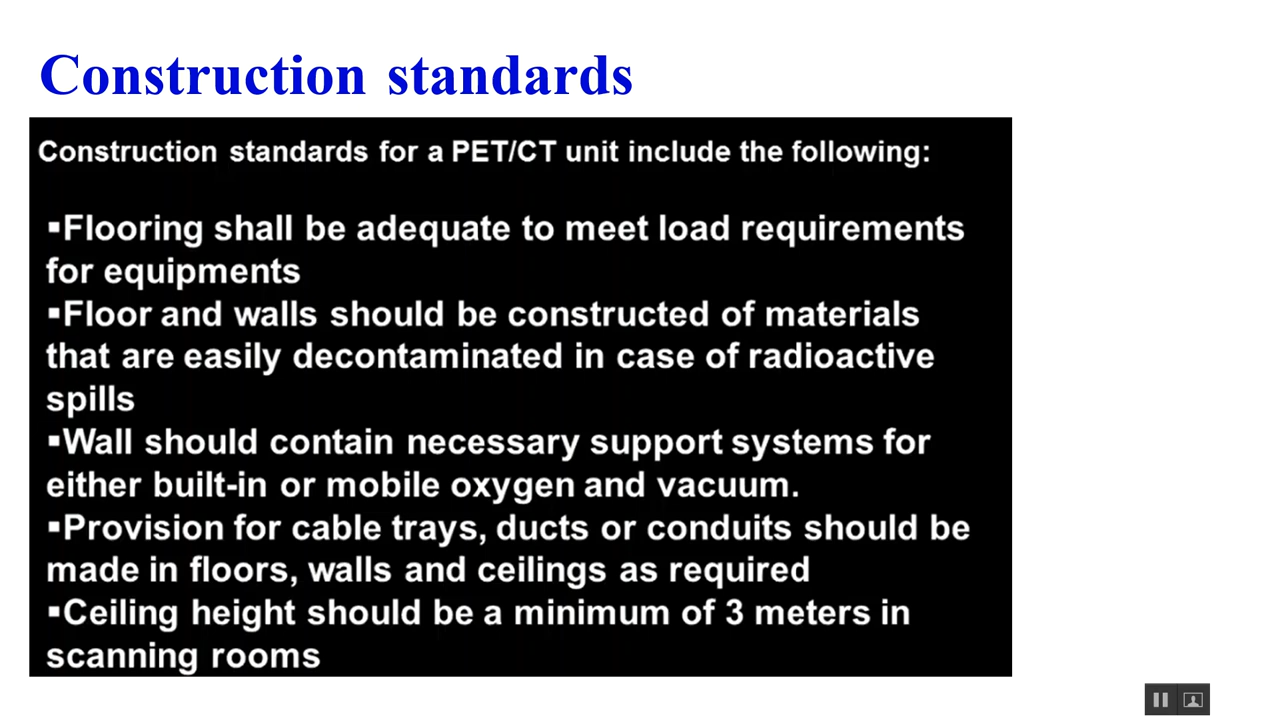 Construction standards
Construction standards for a PET/CT unit include the following:
▪Flooring shall be adequate to meet load requirements
for equipments
▪Floor and walls should be constructed of materials
that are easily decontaminated in case of radioactive
spills
▪Wall should contain necessary support systems for
either built-in or mobile oxygen and vacuum.
▪Provision for cable trays, ducts or conduits should be
made in floors, walls and ceilings as required
▪Ceiling height should be a minimum of 3 meters in
scanning rooms